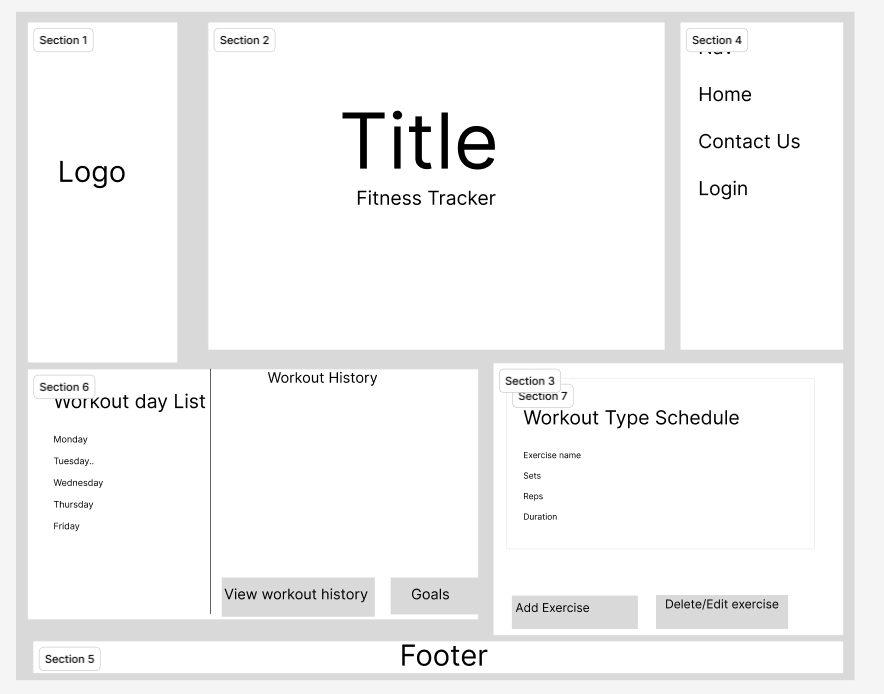 Section 1
Logo
Section 2
Title
Fitness Tracker
Section 4
Nav
Home
Contact Us
Login
Section 6
Workout day List
Monday
Tuesday..
Wednesday
Thursday
Friday
Workout History
View workout history
Goals
Section 3
Section 7
Workout Type Schedule
Exercise name
Sets
Reps
Duration
Add Exercise
Delete/Edit exercise
Section 5
Footer